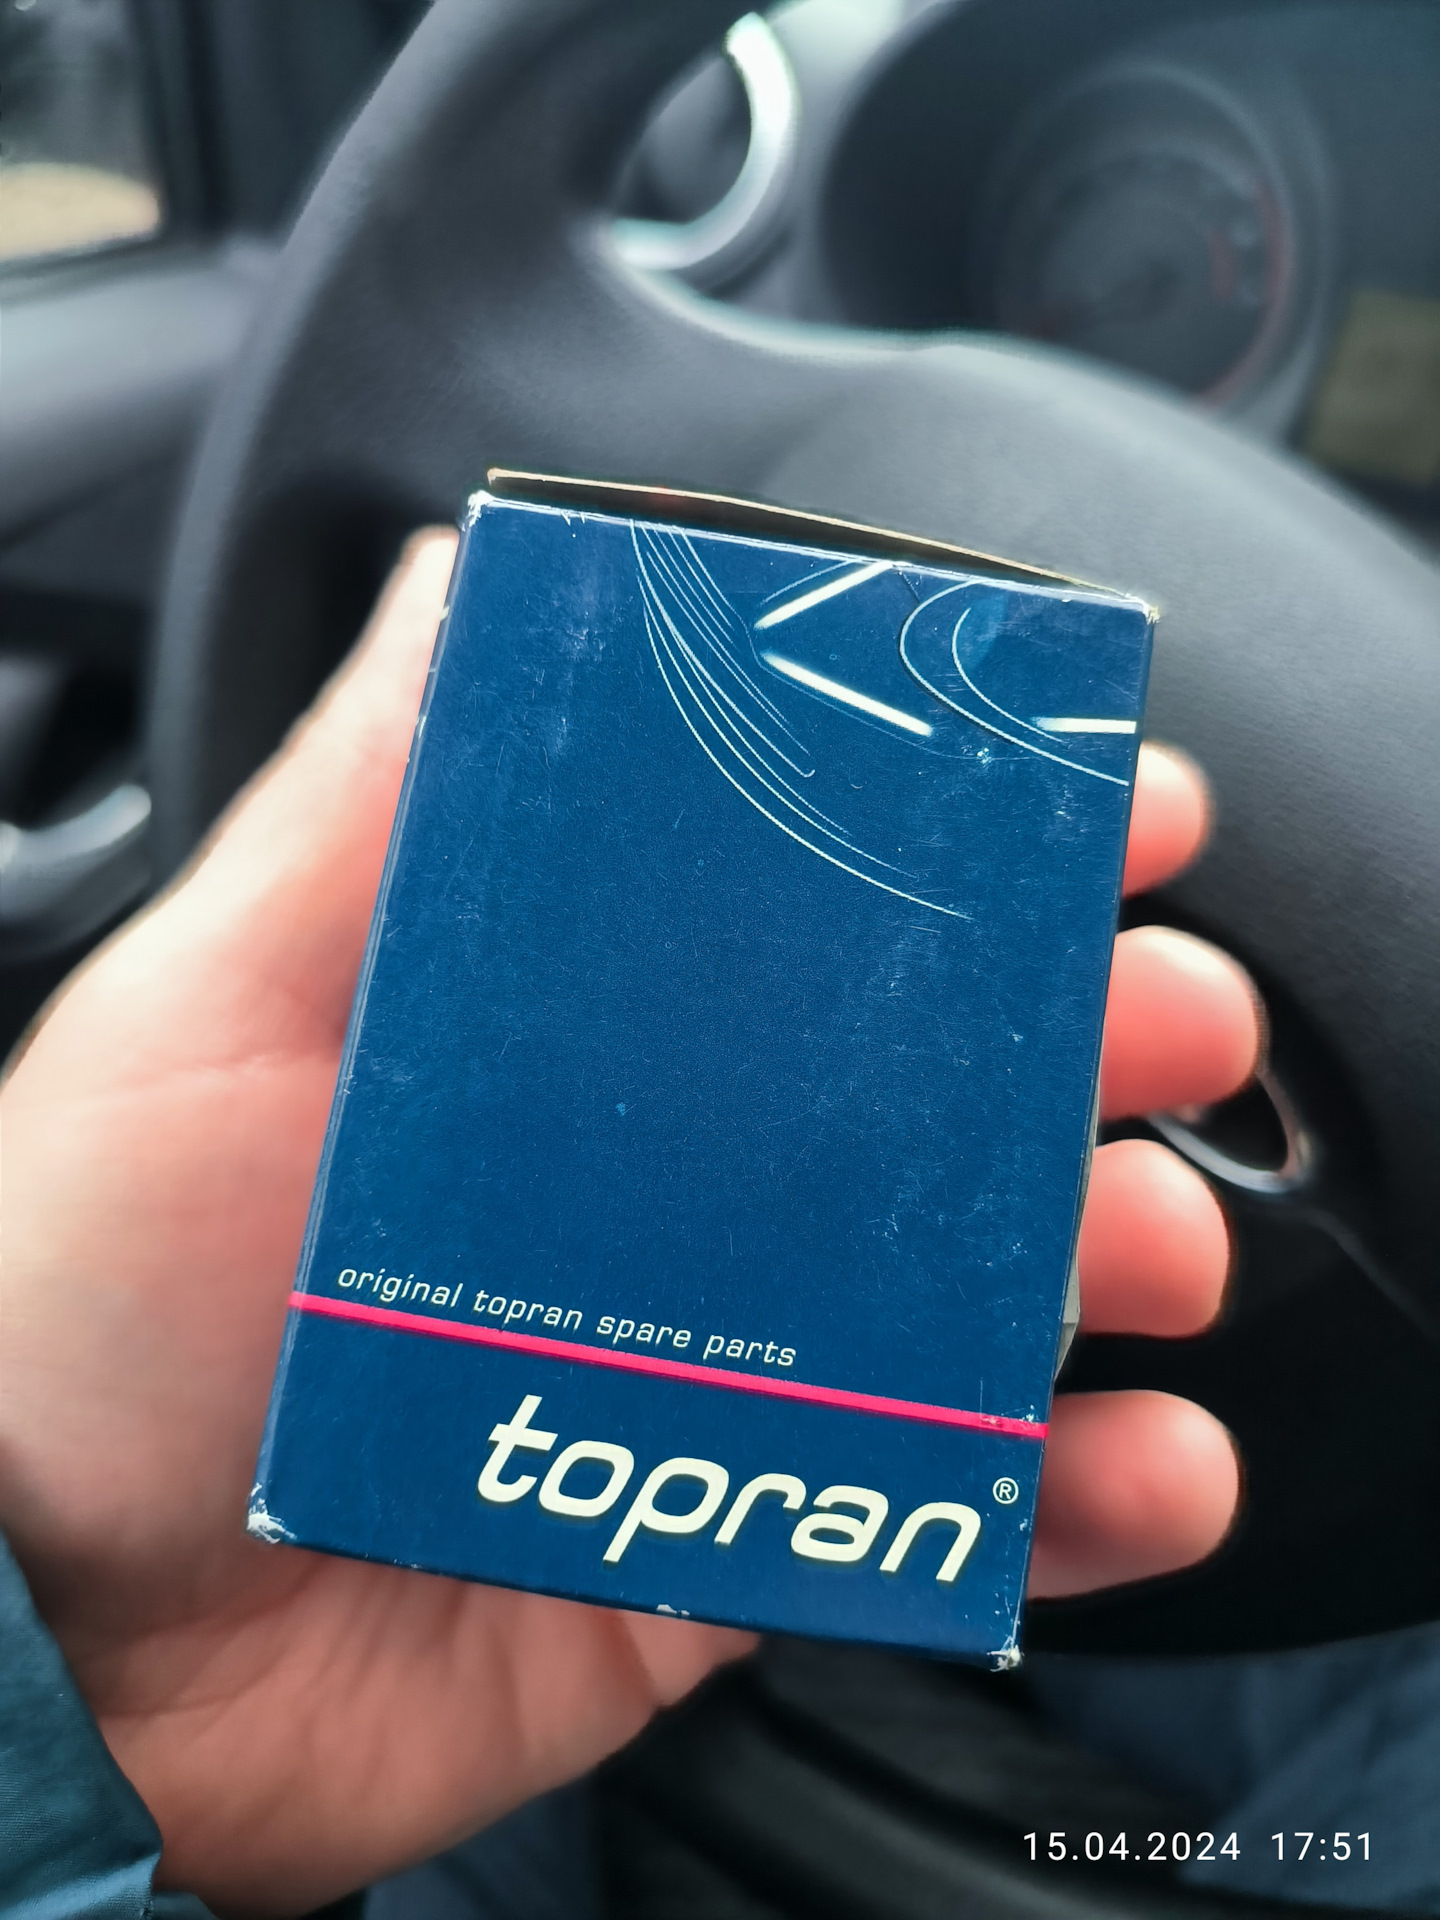 original topran spare parts
topran®
15.04.2024 17:51